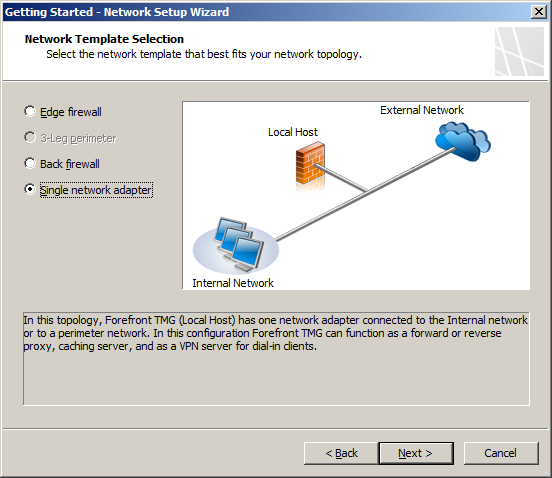 Getting Started - Network Setup Wizard
Network Template Selection
Select the network template that best fits your network topology.
Edge firewall
3-Leg perimeter
Back firewall
Single network adapter
External Network
Local Host
Internal Network
In this topology, Forefront TMG (Local Host) has one network adapter connected to the Internal network
or to a perimeter network. In this configuration Forefront TMG can function as a forward or reverse
proxy, caching server, and as a VPN server for dial-in clients.
< Back
Next >
Cancel